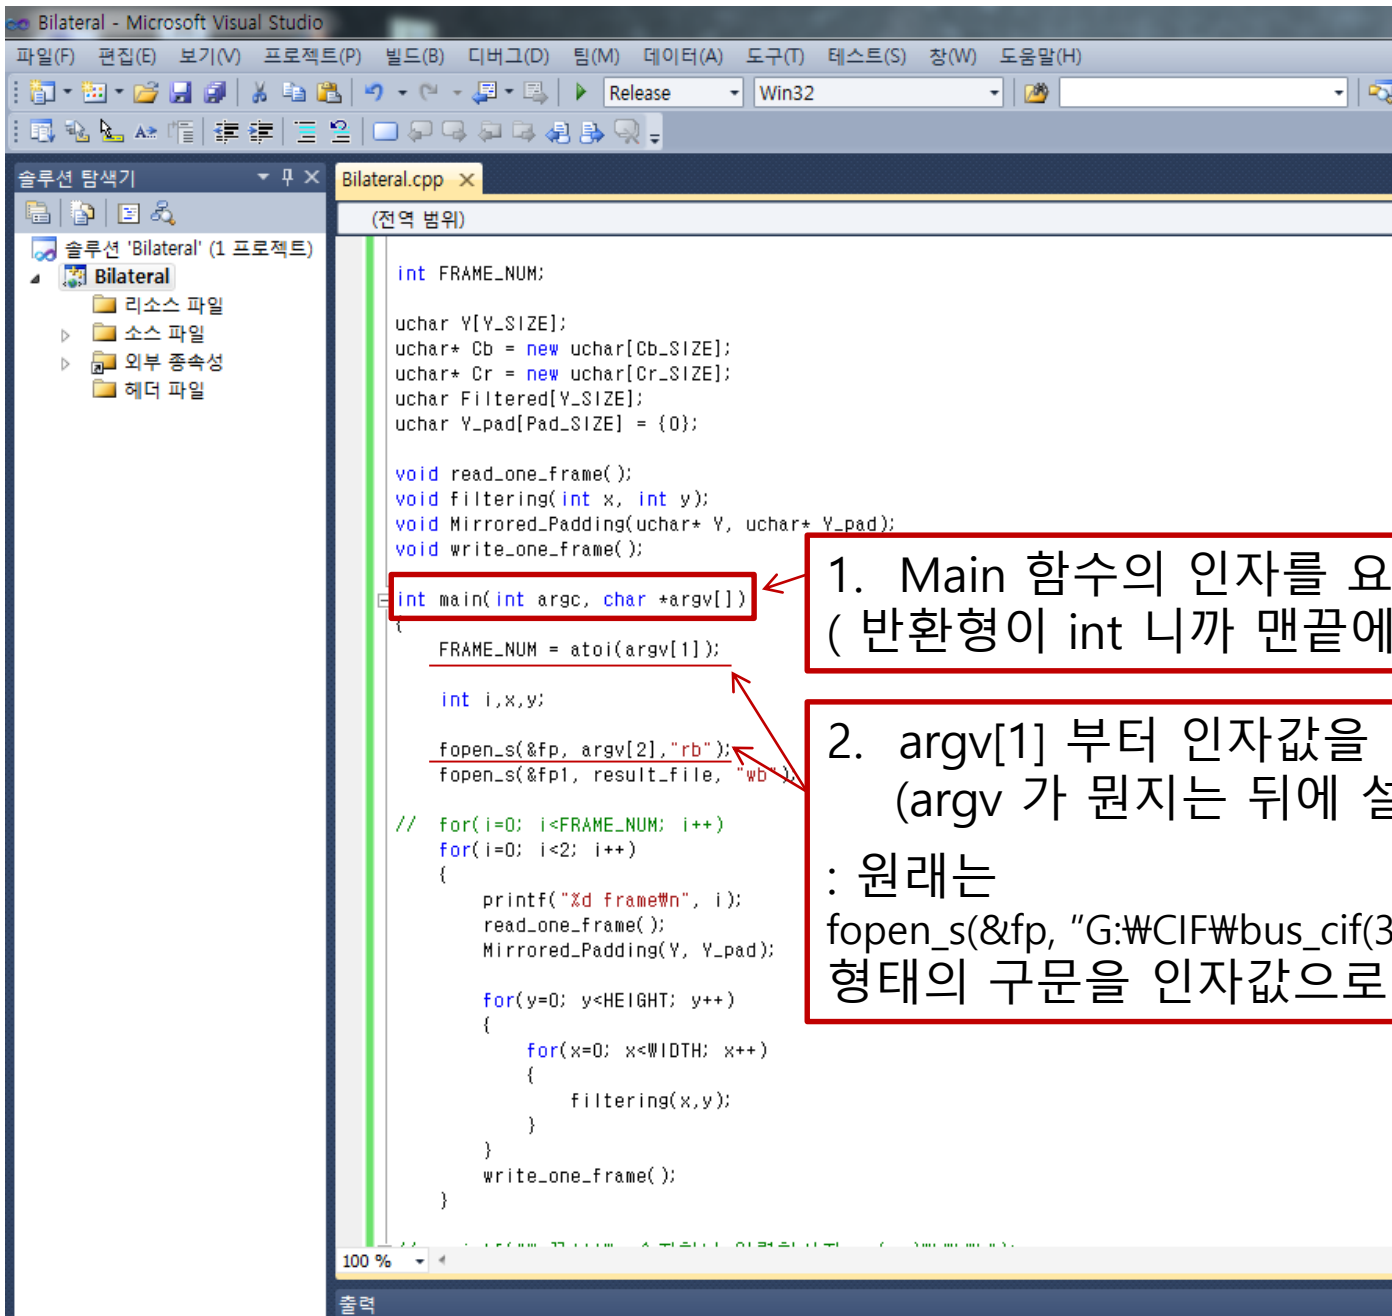 Bilateral - Microsoft Visual Studio
파일(F) 편집(E) 보기(V) 프로젝트(P) 빌드(B) 디버그(D) 팀(M) 데이터(A) 도구(T) 테스트(S) 창(W) 도움말(H)
Release Win32
솔루션 탐색기
Bilateral.cpp
(전역 범위)
솔루션 'Bilateral' (1 프로젝트)
Bilateral
리소스 파일
소스 파일
외부 종속성
헤더 파일
int FRAME_NUM;
uchar Y[Y_SIZE];
uchar* Cb = new uchar[Cb_SIZE];
uchar* Cr = new uchar[Cr_SIZE];
uchar Filtered[Y_SIZE];
uchar Y_pad[Pad_SIZE] = {0};
void read_one_frame();
void filtering(int x, int y);
void Mirrored_Padding(uchar* Y, uchar* Y_pad);
void write_one_frame();
int main(int argc, char *argv[])
{
FRAME_NUM = atoi(argv[1]);
int i,x,y;
fopen_s(&fp, argv[2],"rb");
fopen_s(&fp1, result_file, "wb");
// for(i=0; i<FRAME_NUM; i++)
for(i=0; i<2; i++)
{
printf("%d frame₩n", i);
read_one_frame();
Mirrored_Padding(Y, Y_pad);
for(y=0; y<HEIGHT; y++)
{
for(x=0; x<WIDTH; x++)
{
filtering(x,y);
}
}
write_one_frame();
}
1. Main 함수의 인자를 요
( 반환형이 int 니까 맨끝에
2. argv[1] 부터 인자값을
(argv 가 뭔지는 뒤에 설
: 원래는
fopen_s(&fp, “G:₩CIF₩bus_cif(3
형태의 구문을 인자값으로
100 %
출력